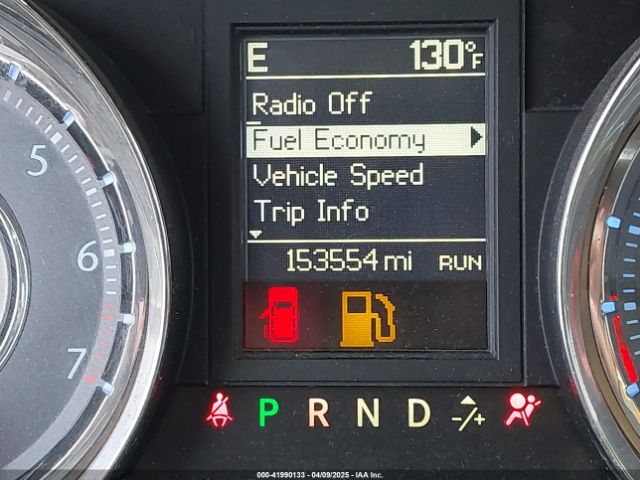 E 130°F
Radio Off
Fuel Economy
Vehicle Speed
Trip Info
153554 mi RUN
5
6
7
P R N D -/+
000-41990133 - 04/09/2025 - IAA Inc.